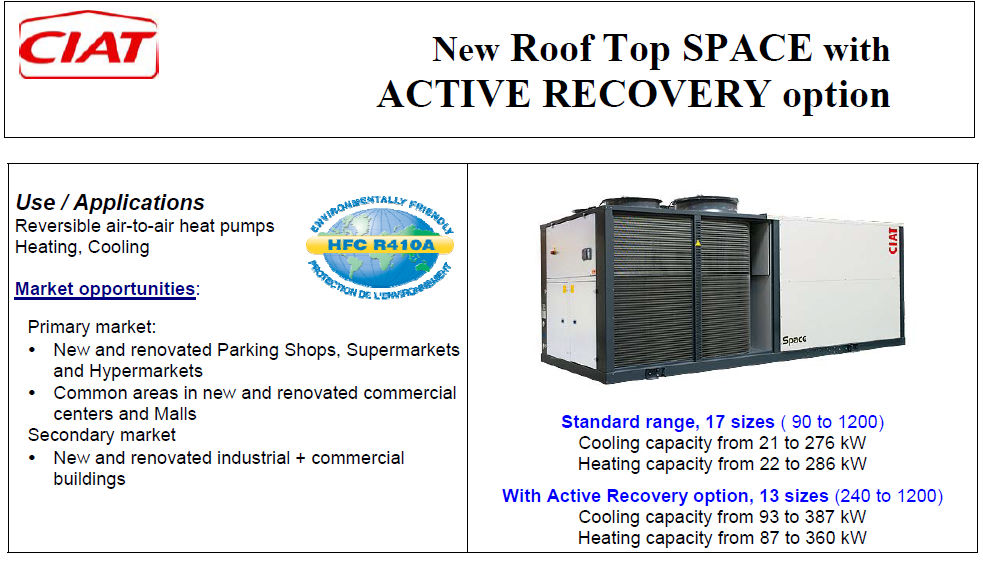 CIAT
New Roof Top SPACE with
ACTIVE RECOVERY option
Use / Applications
Reversible air-to-air heat pumps
Heating, Cooling
ENVIRONMENTALLY FRIENDLY
HFC R410A
PROTECTION DE L'ENVIRONNEMENT
Market opportunities:
Primary market:
• New and renovated Parking Shops, Supermarkets
and Hypermarkets
• Common areas in new and renovated commercial
centers and Malls
Secondary market
• New and renovated industrial + commercial
buildings
CIAT
Space
Standard range, 17 sizes ( 90 to 1200)
Cooling capacity from 21 to 276 kW
Heating capacity from 22 to 286 kW
With Active Recovery option, 13 sizes (240 to 1200)
Cooling capacity from 93 to 387 kW
Heating capacity from 87 to 360 kW